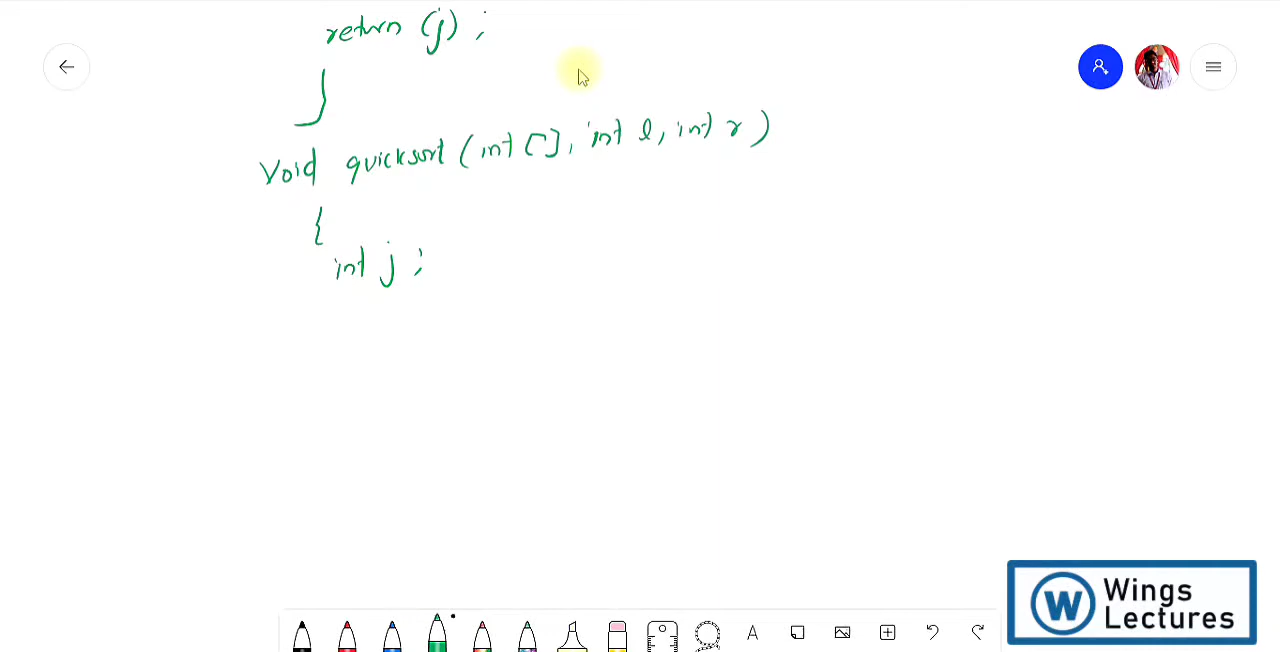 return (j) ;
}
void quicksort (int [], int l, int r)
{
int j ;
A
W
Wings
Lectures